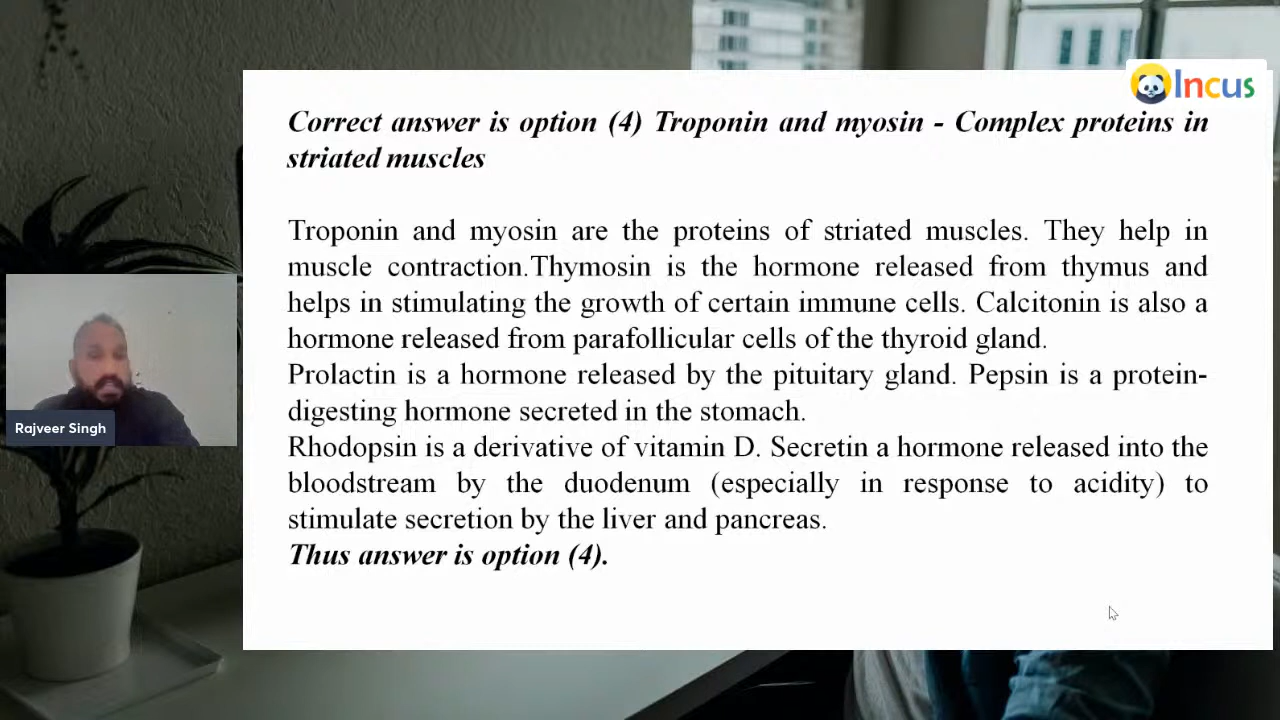 Incus
Correct answer is option (4) Troponin and myosin - Complex proteins in
striated muscles
Troponin and myosin are the proteins of striated muscles. They help in
muscle contraction.Thymosin is the hormone released from thymus and
helps in stimulating the growth of certain immune cells. Calcitonin is also a
hormone released from parafollicular cells of the thyroid gland.
Prolactin is a hormone released by the pituitary gland. Pepsin is a protein-
digesting hormone secreted in the stomach.
Rhodopsin is a derivative of vitamin D. Secretin a hormone released into the
bloodstream by the duodenum (especially in response to acidity) to
stimulate secretion by the liver and pancreas.
Thus answer is option (4).
Rajveer Singh